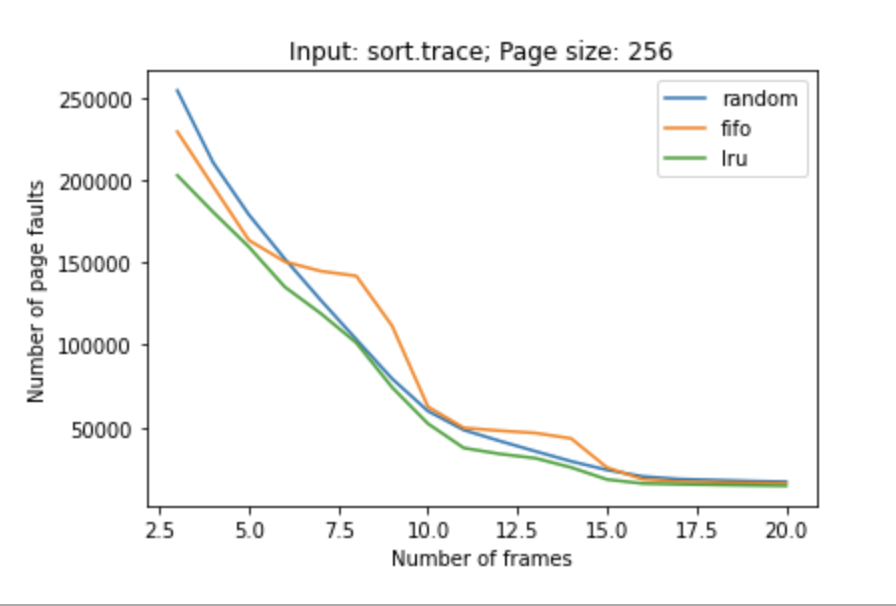 Input: sort.trace; Page size: 256
random
fifo
lru
Number of page faults
250000
200000
150000
100000
50000
2.5 5.0 7.5 10.0 12.5 15.0 17.5 20.0
Number of frames